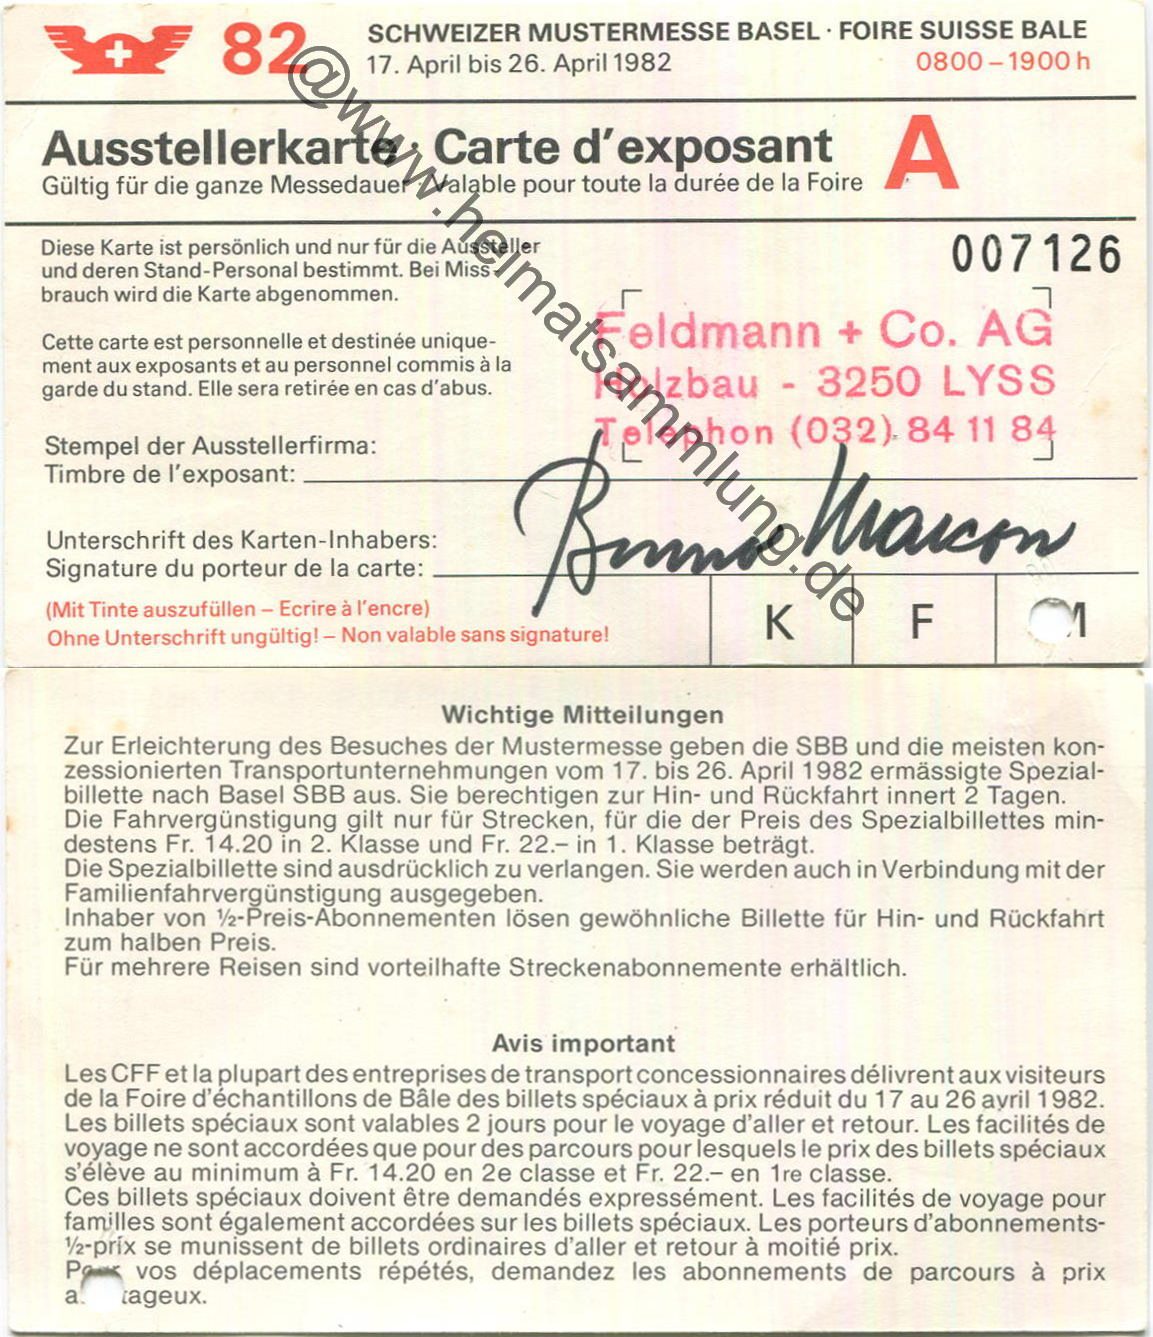 82
SCHWEIZER MUSTERMESSE BASEL · FOIRE SUISSE BALE
17. April bis 26. April 1982
0800–1900 h
Ausstellerkarte · Carte d'exposant
A
Gültig für die ganze Messedauer · Valable pour toute la durée de la Foire
Diese Karte ist persönlich und nur für die Aussteller
und deren Stand-Personal bestimmt. Bei Miss-
brauch wird die Karte abgenommen.
007126
Cette carte est personnelle et destinée unique-
ment aux exposants et au personnel commis à la
garde du stand. Elle sera retirée en cas d'abus.
Feldmann + Co. AG
Holzbau - 3250 LYSS
Telephon (032) 84 11 84
Stempel der Ausstellerfirma:
Timbre de l'exposant:
Unterschrift des Karten-Inhabers:
Signature du porteur de la carte:
Bruno
(Mit Tinte auszufüllen – Ecrire à l'encre)
Ohne Unterschrift ungültig! – Non valable sans signature!
K F M
@www.heimatsammlung.de
Wichtige Mitteilungen
Zur Erleichterung des Besuches der Mustermesse geben die SBB und die meisten kon-
zessionierten Transportunternehmungen vom 17. bis 26. April 1982 ermässigte Spezial-
billette nach Basel SBB aus. Sie berechtigen zur Hin- und Rückfahrt innert 2 Tagen.
Die Fahrvergünstigung gilt nur für Strecken, für die der Preis des Spezialbillettes min-
destens Fr. 14.20 in 2. Klasse und Fr. 22.– in 1. Klasse beträgt.
Die Spezialbillette sind ausdrücklich zu verlangen. Sie werden auch in Verbindung mit der
Familienfahrvergünstigung ausgegeben.
Inhaber von ½-Preis-Abonnementen lösen gewöhnliche Billette für Hin- und Rückfahrt
zum halben Preis.
Für mehrere Reisen sind vorteilhafte Streckenabonnemente erhältlich.
Avis important
Les CFF et la plupart des entreprises de transport concessionnaires délivrent aux visiteurs
de la Foire d'échantillons de Bâle des billets spéciaux à prix réduit du 17 au 26 avril 1982.
Les billets spéciaux sont valables 2 jours pour le voyage d'aller et retour. Les facilités de
voyage ne sont accordées que pour des parcours pour lesquels le prix des billets spéciaux
s'élève au minimum à Fr. 14.20 en 2e classe et Fr. 22.– en 1re classe.
Ces billets spéciaux doivent être demandés expressément. Les facilités de voyage pour
familles sont également accordées sur les billets spéciaux. Les porteurs d'abonnements-
½-prix se munissent de billets ordinaires d'aller et retour à moitié prix.
Pour vos déplacements répétés, demandez les abonnements de parcours à prix
avantageux.